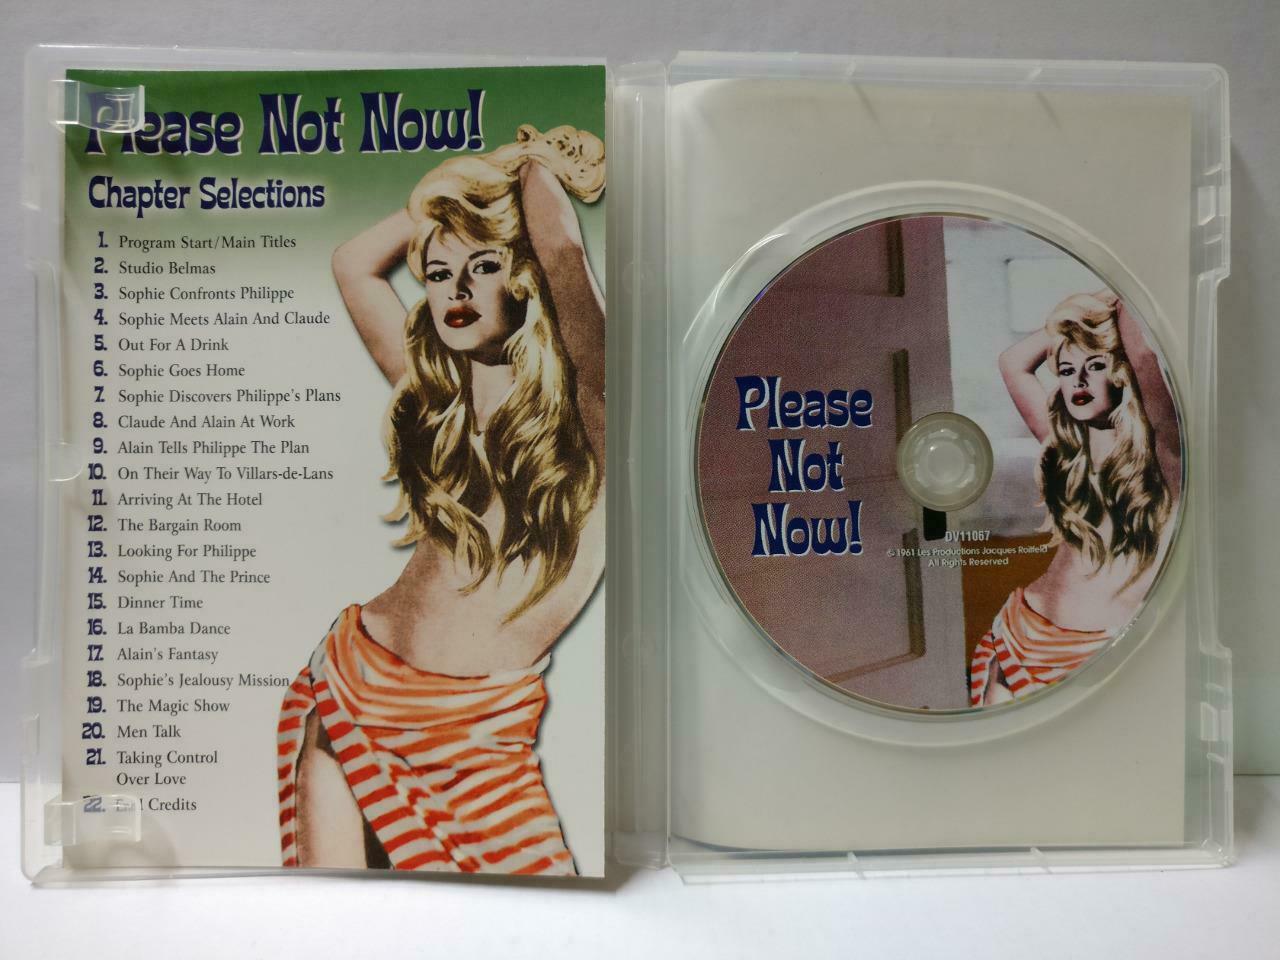 Please Not Now!
Chapter Selections
1. Program Start/Main Titles
2. Studio Belmas
3. Sophie Confronts Philippe
4. Sophie Meets Alain And Claude
5. Out For A Drink
6. Sophie Goes Home
7. Sophie Discovers Philippe's Plans
8. Claude And Alain At Work
9. Alain Tells Philippe The Plan
10. On Their Way To Villars-de-Lans
11. Arriving At The Hotel
12. The Bargain Room
13. Looking For Philippe
14. Sophie And The Prince
15. Dinner Time
16. La Bamba Dance
17. Alain's Fantasy
18. Sophie's Jealousy Mission
19. The Magic Show
20. Men Talk
21. Taking Control
Over Love
22. End Credits
Please
Not
Now!
DV11067
© 1961 Les Productions Jacques Roitfeld
All Rights Reserved